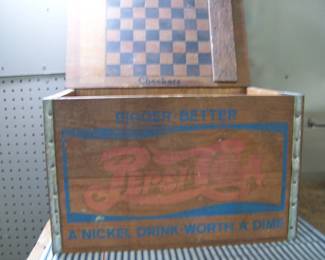 Checkers
BIGGER-BETTER
Pepsi-Cola
A NICKEL DRINK-WORTH A DIME